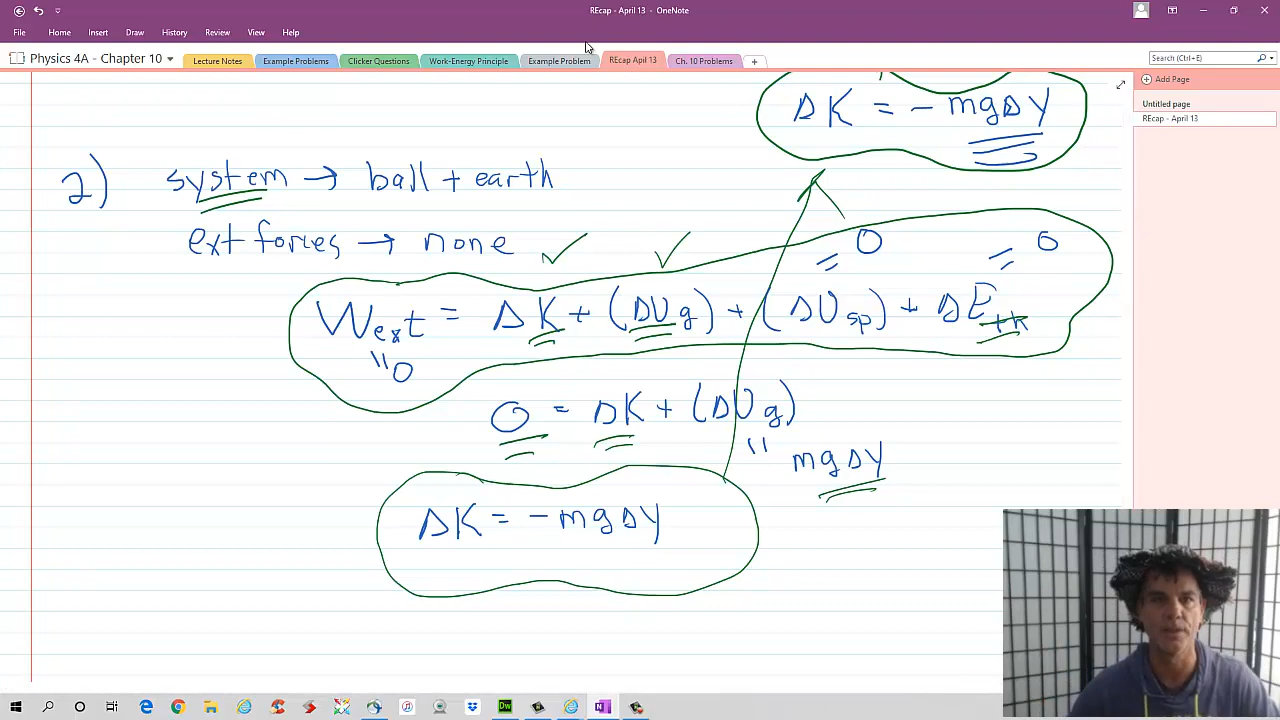 REcap - April 13 - OneNote
File Home Insert Draw History Review View Help
Physics 4A - Chapter 10
Lecture Notes Example Problems Clicker Questions Work-Energy Principle Example Problem REcap Apil 13 Ch. 10 Problems +
Search (Ctrl+E)
Add Page
Untitled page
REcap - April 13
ΔK = - mgΔy
2) system → ball + earth
ext forces → none
= 0 = 0
Wext = ΔK + (ΔUg) + (ΔUsp) + ΔEth
"0
0 = ΔK + (ΔUg)
" mgΔy
ΔK = - mgΔy